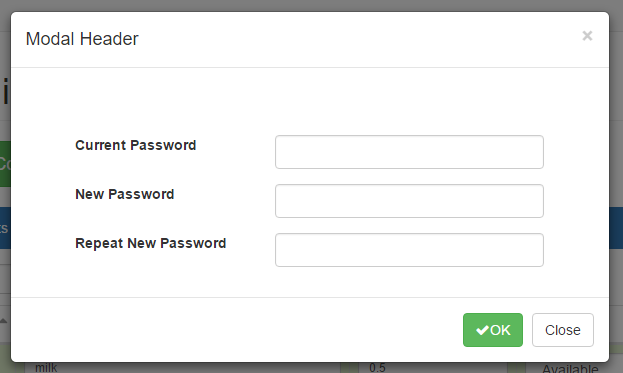 Modal Header
×
Current Password
New Password
Repeat New Password
OK
Close
milk
0.5
Available